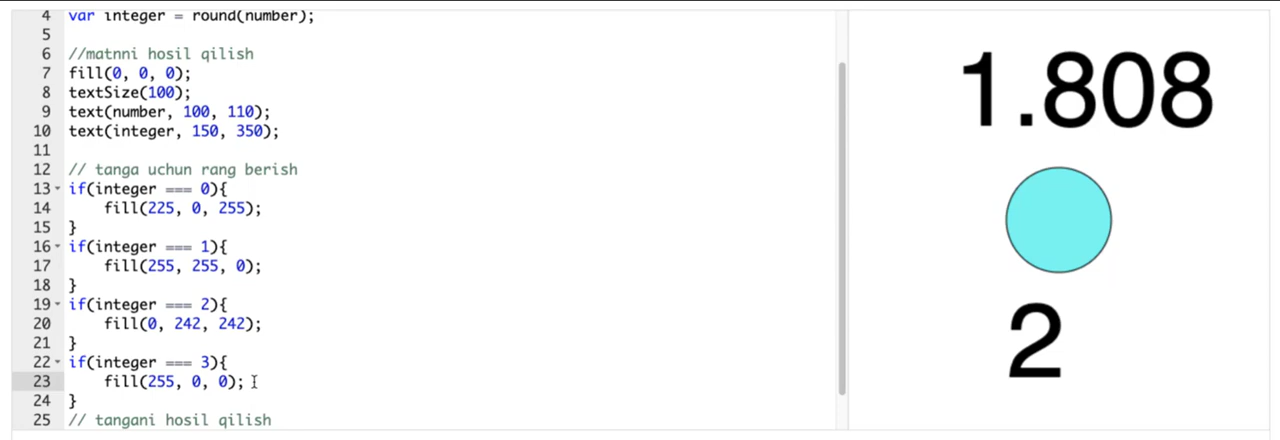 4 var integer = round(number);
5
6 //matnni hosil qilish
7 fill(0, 0, 0);
8 textSize(100);
9 text(number, 100, 110);
10 text(integer, 150, 350);
11
12 // tanga uchun rang berish
13 if(integer === 0){
14 fill(225, 0, 255);
15 }
16 if(integer === 1){
17 fill(255, 255, 0);
18 }
19 if(integer === 2){
20 fill(0, 242, 242);
21 }
22 if(integer === 3){
23 fill(255, 0, 0);
24 }
25 // tangani hosil qilish
1.808
2